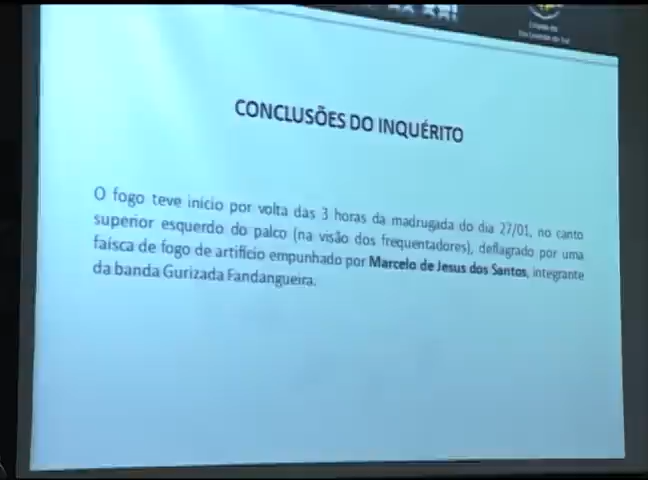 CONCLUSÕES DO INQUÉRITO
O fogo teve início por volta das 3 horas da madrugada do dia 27/01, no canto
superior esquerdo do palco (na visão dos frequentadores), deflagrado por uma
faísca de fogo de artifício empunhado por Marcelo de Jesus dos Santos, integrante
da banda Gurizada Fandangueira.